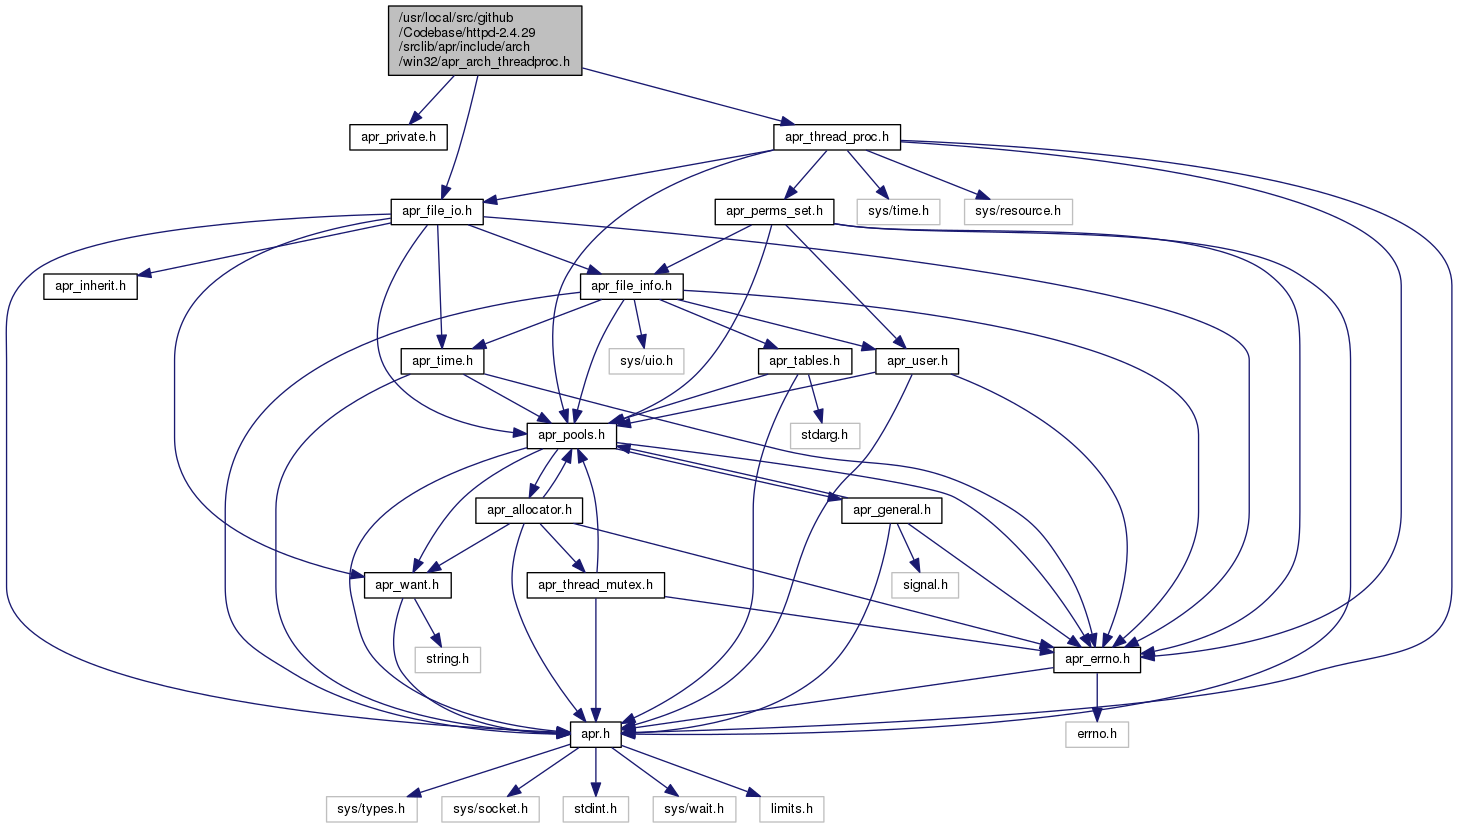 /usr/local/src/github
/Codebase/httpd-2.4.29
/srclib/apr/include/arch
/win32/apr_arch_threadproc.h
apr_private.h
apr_thread_proc.h
apr_file_io.h
apr_perms_set.h
sys/time.h
sys/resource.h
apr_inherit.h
apr_file_info.h
apr_time.h
sys/uio.h
apr_tables.h
apr_user.h
apr_pools.h
stdarg.h
apr_allocator.h
apr_general.h
apr_want.h
apr_thread_mutex.h
signal.h
string.h
apr_errno.h
apr.h
errno.h
sys/types.h
sys/socket.h
stdint.h
sys/wait.h
limits.h